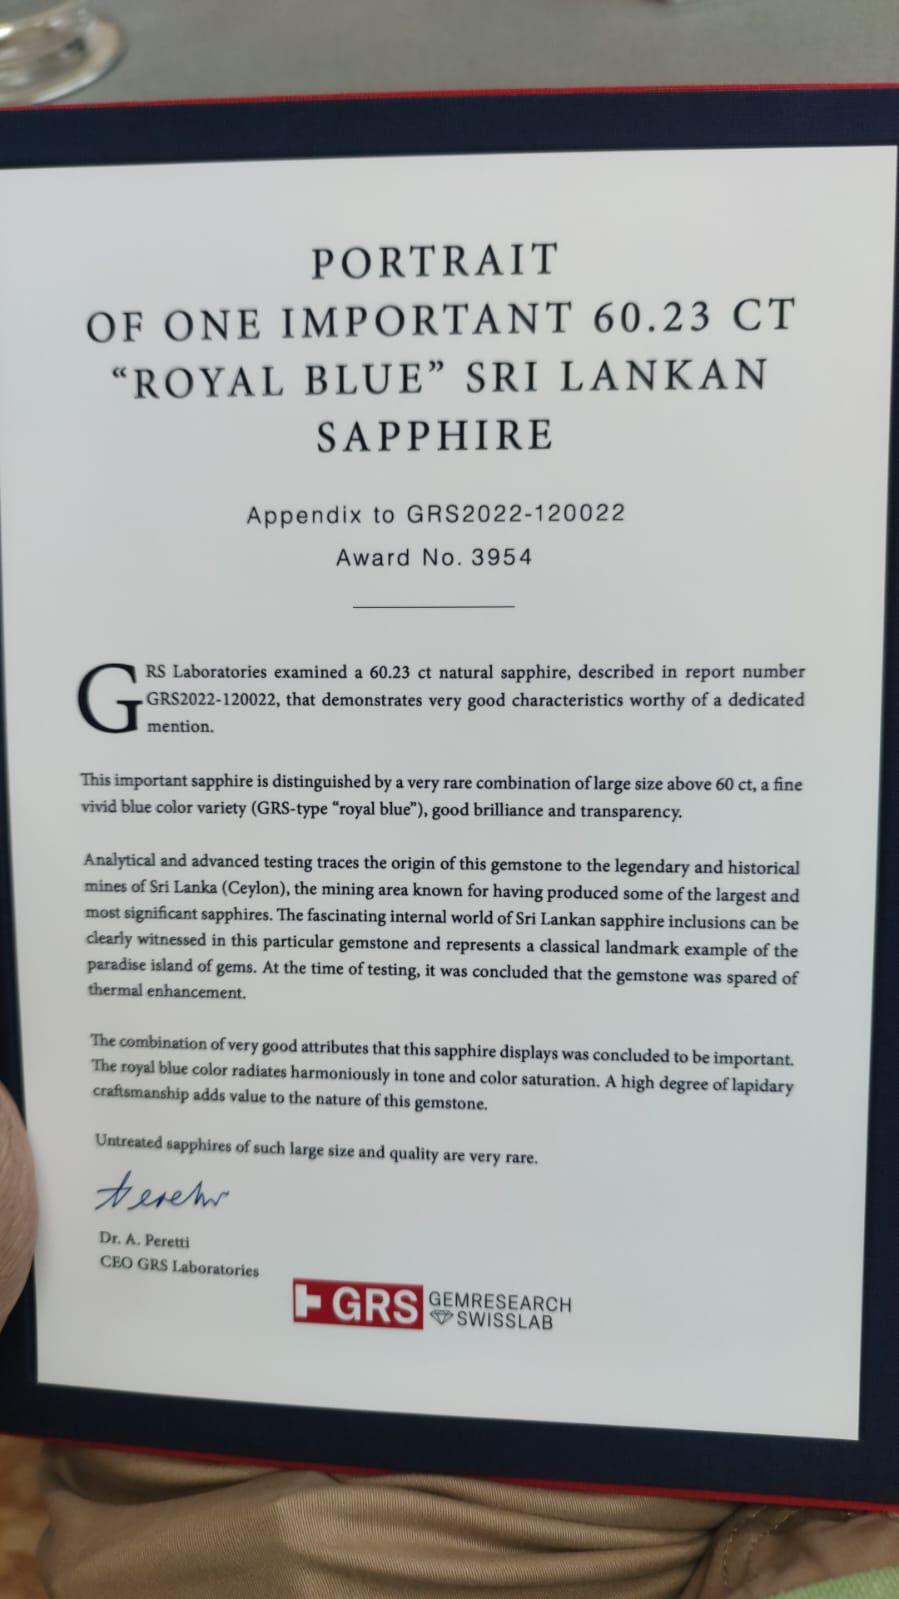 PORTRAIT
OF ONE IMPORTANT 60.23 CT
“ROYAL BLUE” SRI LANKAN
SAPPHIRE
Appendix to GRS2022-120022
Award No. 3954
GRS Laboratories examined a 60.23 ct natural sapphire, described in report number
GRS2022-120022, that demonstrates very good characteristics worthy of a dedicated
mention.
This important sapphire is distinguished by a very rare combination of large size above 60 ct, a fine
vivid blue color variety (GRS-type “royal blue”), good brilliance and transparency.
Analytical and advanced testing traces the origin of this gemstone to the legendary and historical
mines of Sri Lanka (Ceylon), the mining area known for having produced some of the largest and
most significant sapphires. The fascinating internal world of Sri Lankan sapphire inclusions can be
clearly witnessed in this particular gemstone and represents a classical landmark example of the
paradise island of gems. At the time of testing, it was concluded that the gemstone was spared of
thermal enhancement.
The combination of very good attributes that this sapphire displays was concluded to be important.
The royal blue color radiates harmoniously in tone and color saturation. A high degree of lapidary
craftsmanship adds value to the nature of this gemstone.
Untreated sapphires of such large size and quality are very rare.
Dr. A. Peretti
CEO GRS Laboratories
GRS GEMRESEARCH
SWISSLAB